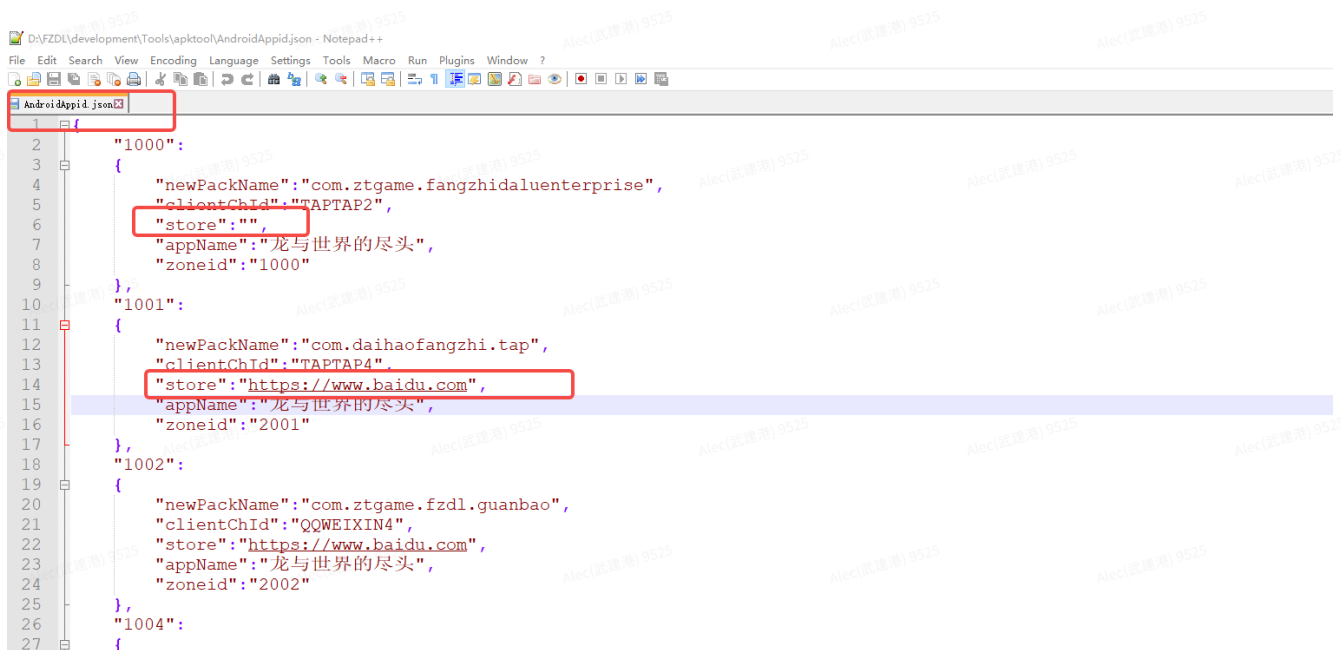 D:\FZDL\development\Tools\apktool\AndroidAppid.json - Notepad++
File Edit Search View Encoding Language Settings Tools Macro Run Plugins Window ?
AndroidAppid.json
1 {
2 "1000":
3 {
4 "newPackName":"com.ztgame.fangzhidaluenterprise",
5 "clientChId":"TAPTAP2",
6 "store":"",
7 "appName":"龙与世界的尽头",
8 "zoneid":"1000"
9 },
10 "1001":
11 {
12 "newPackName":"com.daihaofangzhi.tap",
13 "clientChId":"TAPTAP4",
14 "store":"https://www.baidu.com",
15 "appName":"龙与世界的尽头",
16 "zoneid":"2001"
17 },
18 "1002":
19 {
20 "newPackName":"com.ztgame.fzdl.guanbao",
21 "clientChId":"QQWEIXIN4",
22 "store":"https://www.baidu.com",
23 "appName":"龙与世界的尽头",
24 "zoneid":"2002"
25 },
26 "1004":
27 {
Alec(武建港) 9525